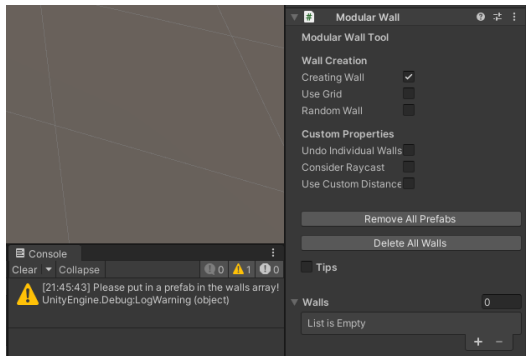 # Modular Wall
Modular Wall Tool
Wall Creation
Creating Wall
Use Grid
Random Wall
Custom Properties
Undo Individual Walls
Consider Raycast
Use Custom Distance
Remove All Prefabs
Delete All Walls
Tips
Walls 0
List is Empty
+ −
Console
Clear Collapse 0 1 0
[21:45:43] Please put in a prefab in the walls array!
UnityEngine.Debug:LogWarning (object)